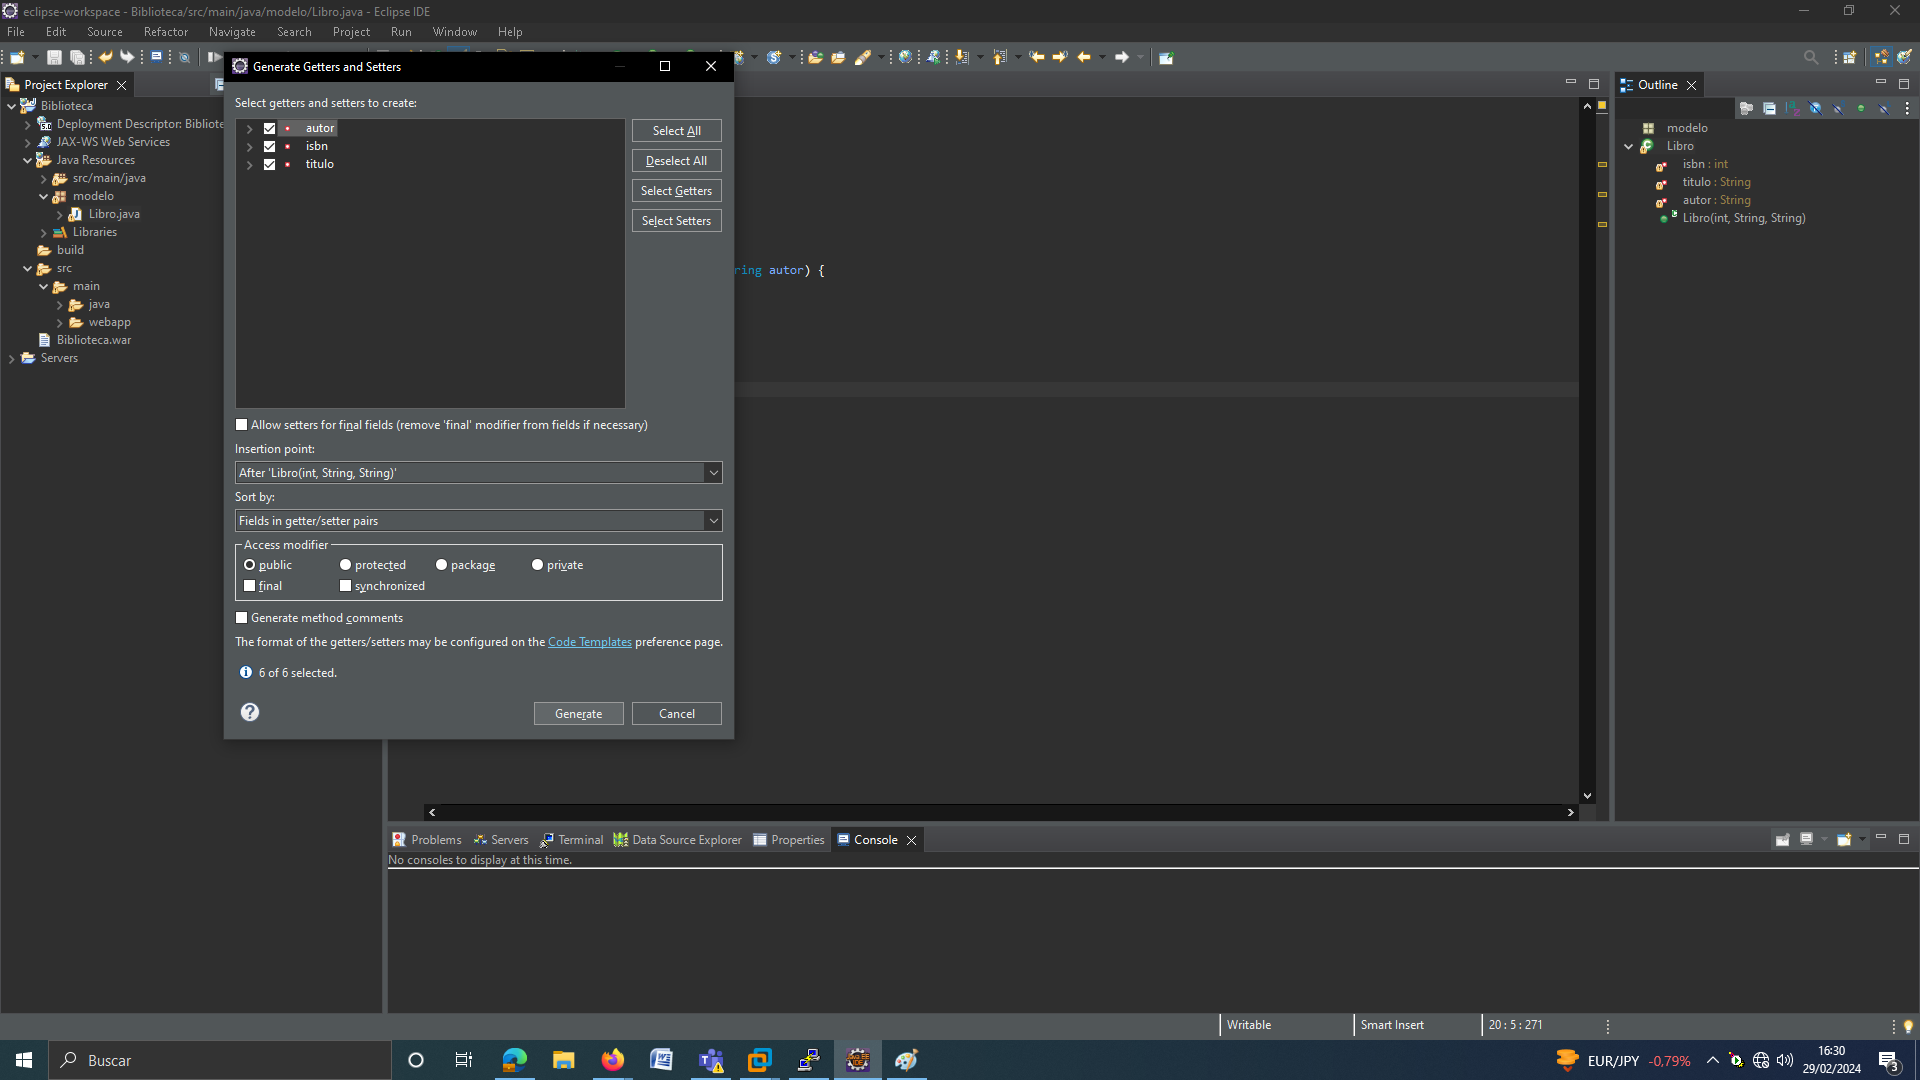 eclipse-workspace - Biblioteca/src/main/java/modelo/Libro.java - Eclipse IDE
File Edit Source Refactor Navigate Search Project Run Window Help
Project Explorer
Biblioteca
Deployment Descriptor: Bibliote
JAX-WS Web Services
Java Resources
src/main/java
modelo
Libro.java
Libraries
build
src
main
java
webapp
Biblioteca.war
Servers
Generate Getters and Setters
Select getters and setters to create:
autor
isbn
titulo
Select All
Deselect All
Select Getters
Select Setters
Allow setters for final fields (remove 'final' modifier from fields if necessary)
Insertion point:
After 'Libro(int, String, String)'
Sort by:
Fields in getter/setter pairs
Access modifier
public protected package private
final synchronized
Generate method comments
The format of the getters/setters may be configured on the Code Templates preference page.
6 of 6 selected.
Generate Cancel
ring autor) {
Outline
modelo
Libro
isbn : int
titulo : String
autor : String
Libro(int, String, String)
Problems Servers Terminal Data Source Explorer Properties Console
No consoles to display at this time.
Writable Smart Insert 20 : 5 : 271
Buscar
EUR/JPY -0,79%
16:30
29/02/2024
3